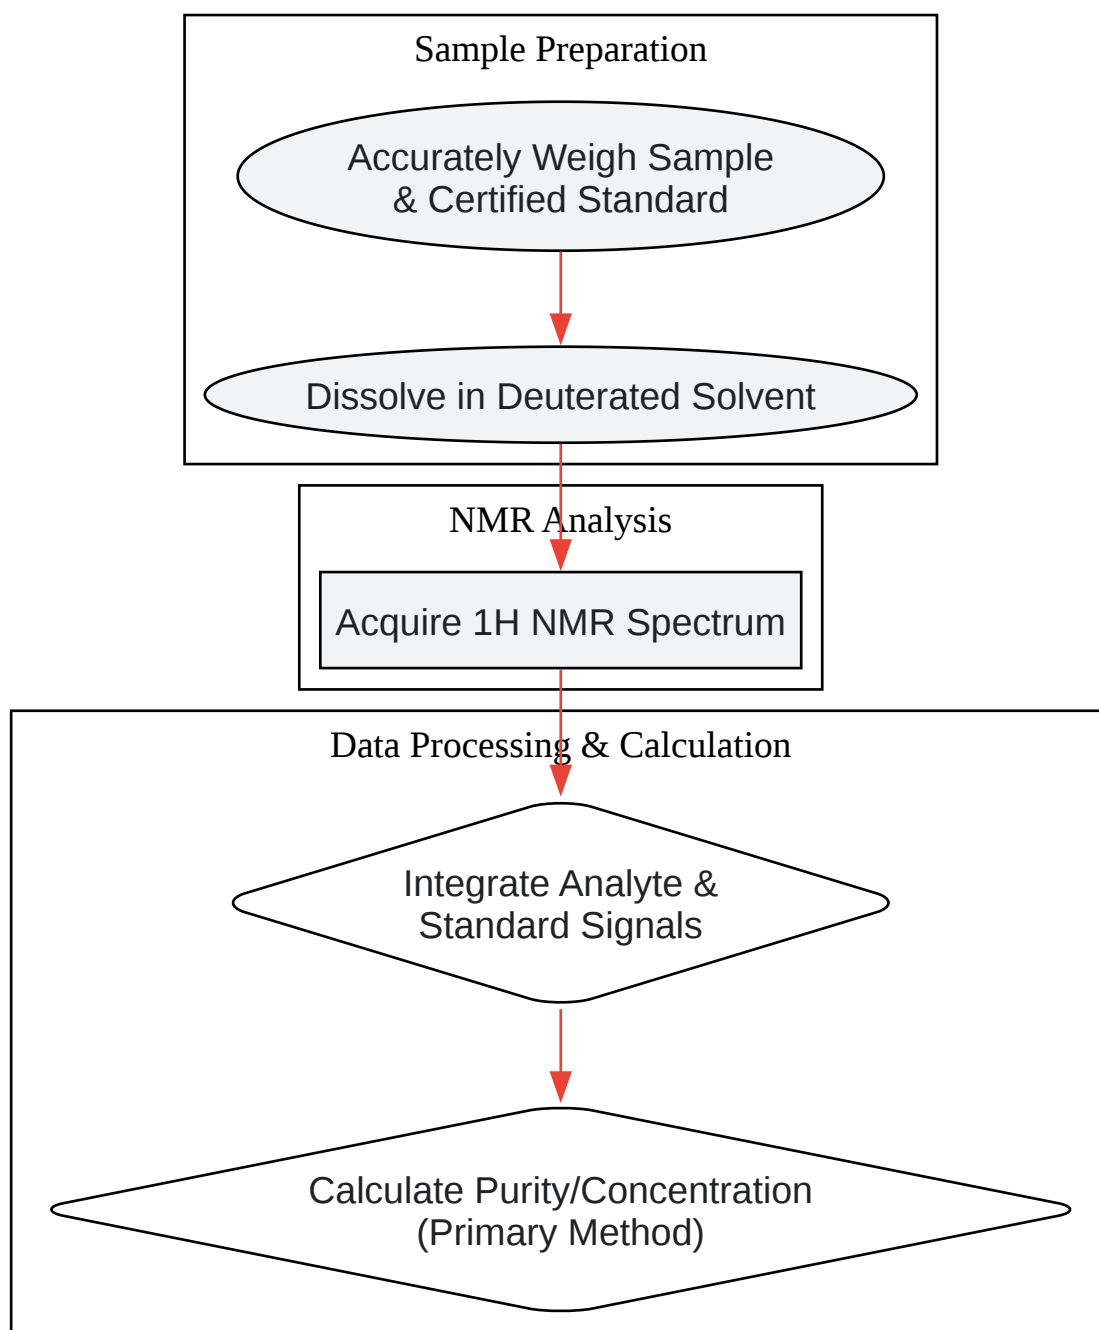 Sample Preparation
Accurately Weigh Sample
& Certified Standard
Dissolve in Deuterated Solvent
NMR Analysis
Acquire 1H NMR Spectrum
Data Processing & Calculation
Integrate Analyte &
Standard Signals
Calculate Purity/Concentration
(Primary Method)